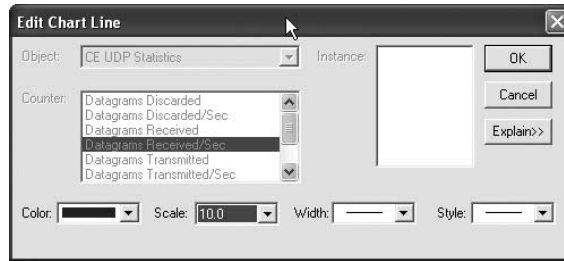 Edit Chart Line
Object: CE UDP Statistics Instance: OK
Counter: Datagrams Discarded Cancel
Datagrams Discarded/Sec
Datagrams Received Explain>>
Datagrams Received/Sec
Datagrams Transmitted
Datagrams Transmitted/Sec
Color: Scale: 10.0 Width: Style: